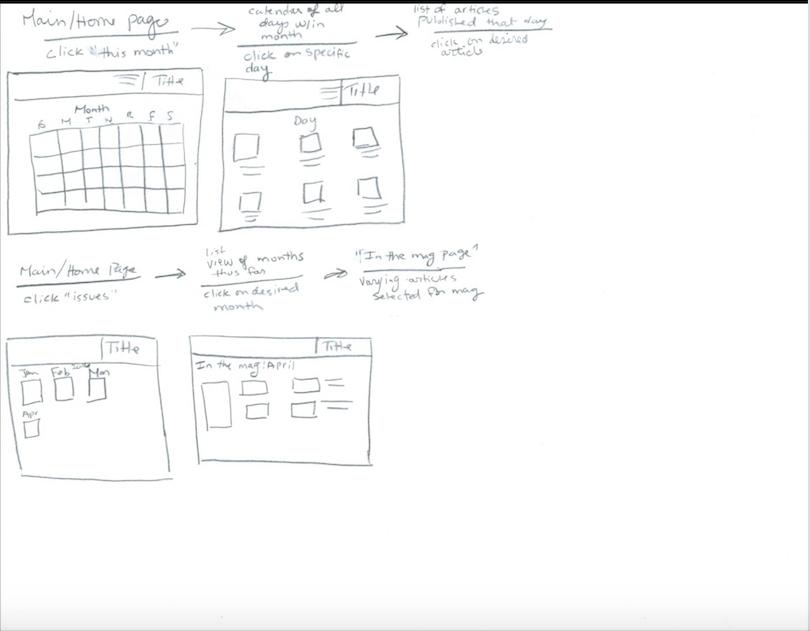 Main/Home page
click "this month"
calendar of all
days w/in
month
click on specific
day
list of articles
published that day
click on desired
article
Title
Month
S M T W R F S
Title
Day
Main/Home Page
click "issues"
list
view of months
thus far
click on desired
month
"In the mag page"
Varying articles
selected for mag
Title
Jan Feb Mar
Apr
Title
In the mag: April